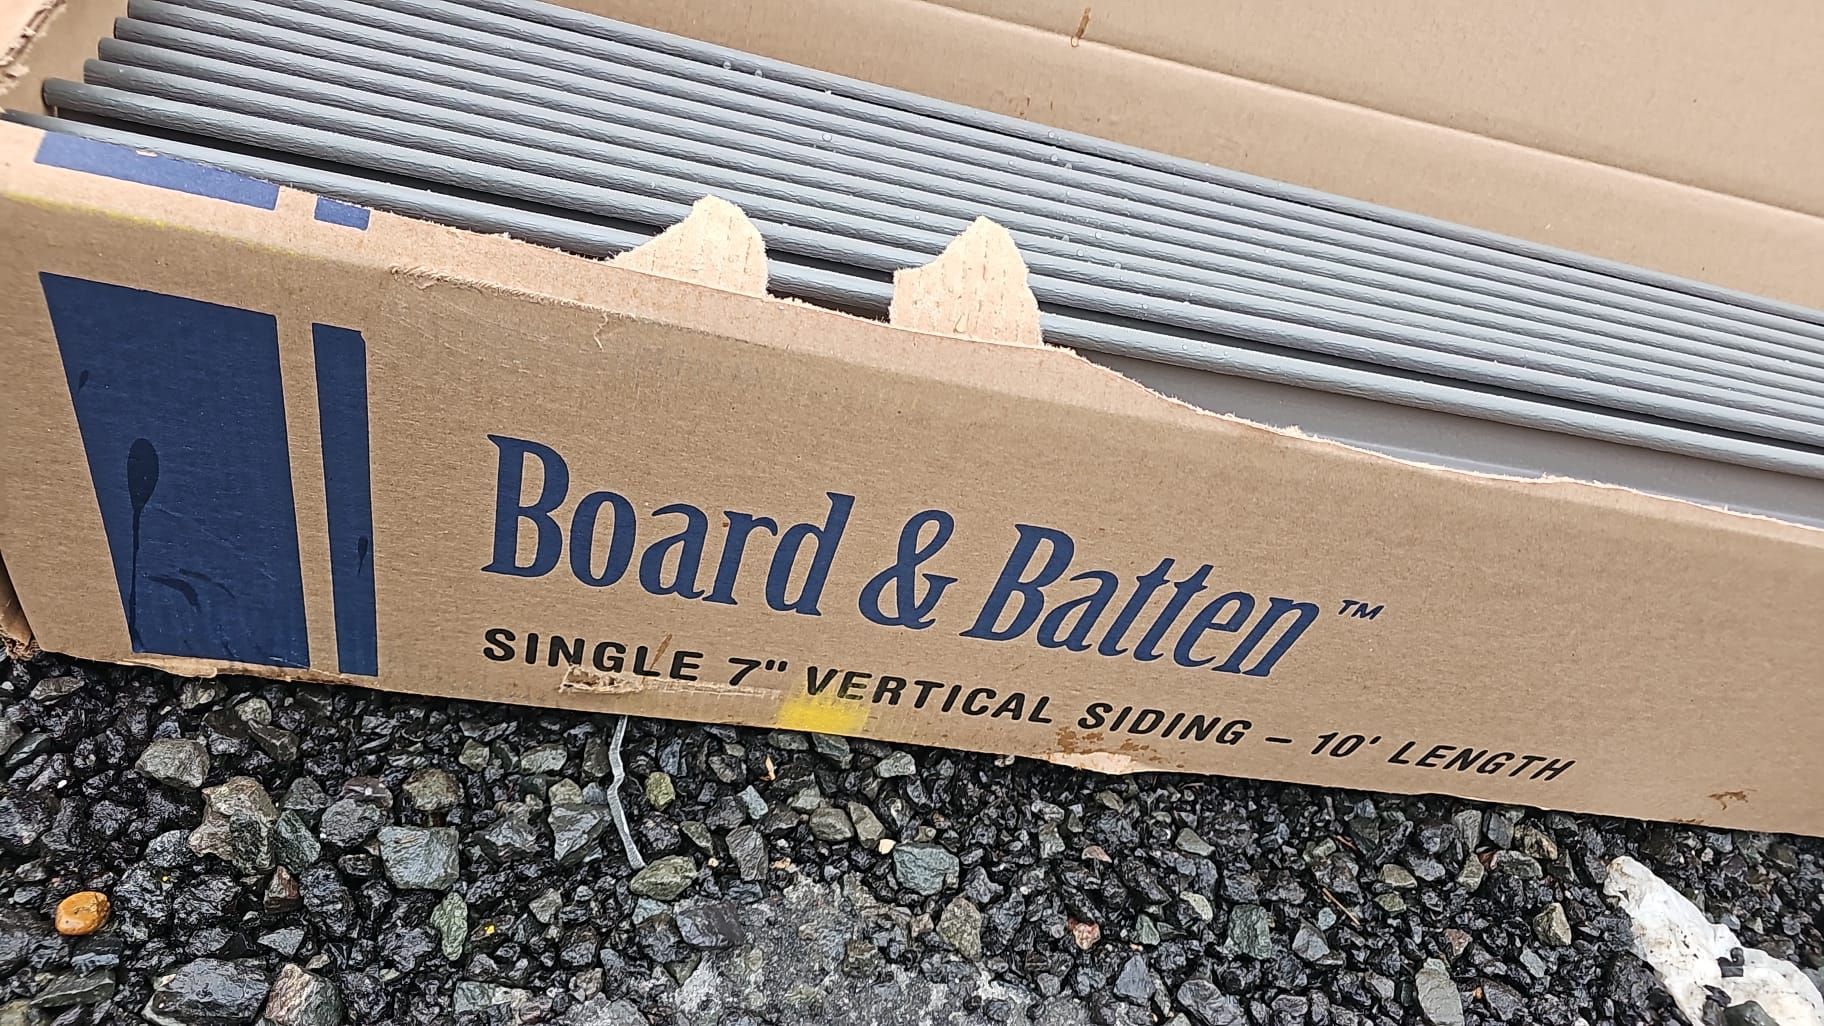 Board & Batten™
SINGLE 7" VERTICAL SIDING – 10' LENGTH